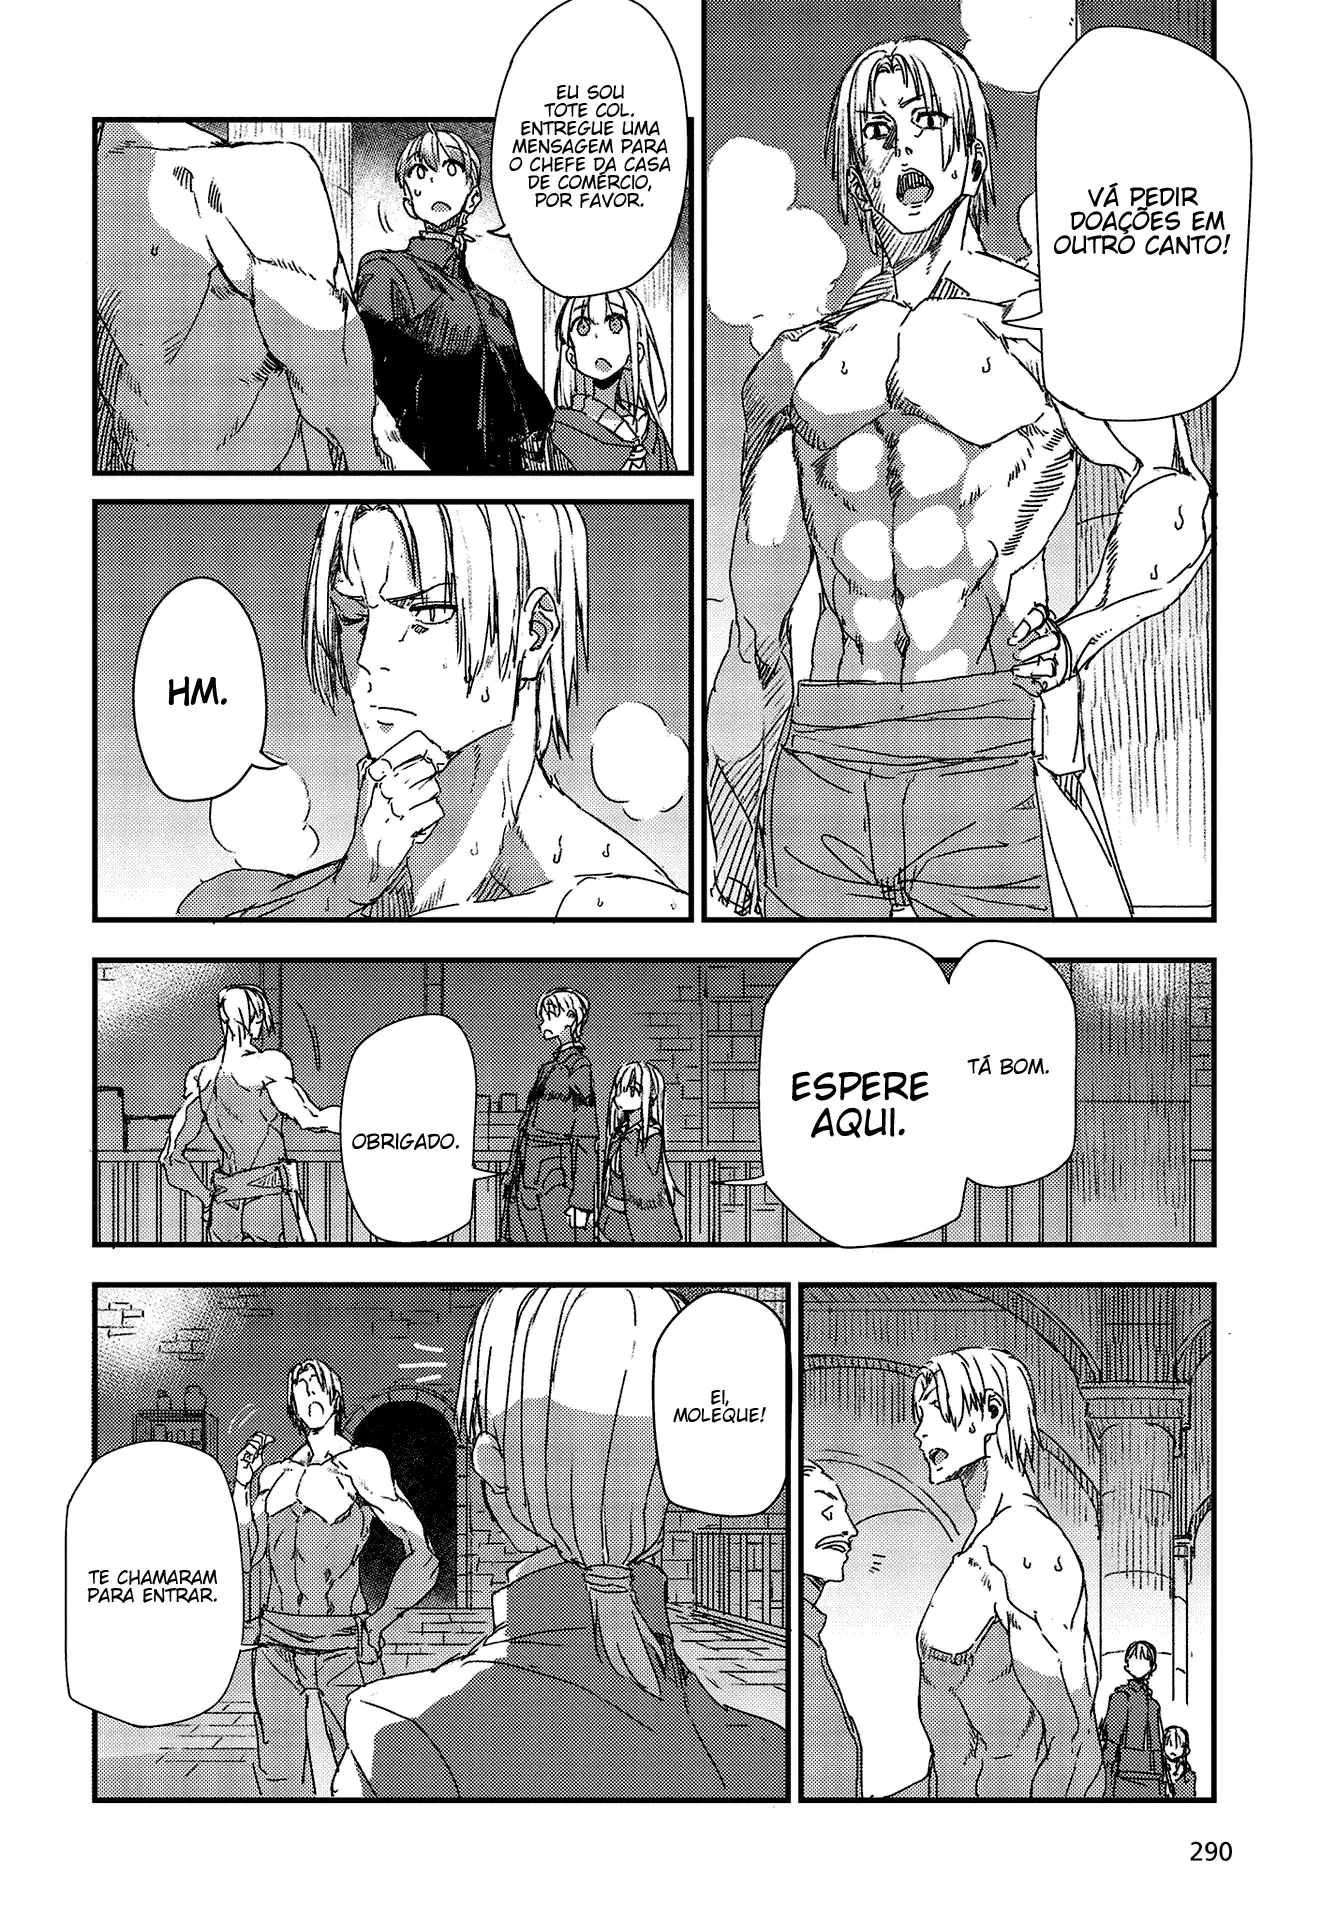 VÁ PEDIR
DOAÇÕES EM
OUTRO CANTO!
EU SOU
TOTE COL.
ENTREGUE UMA
MENSAGEM PARA
O CHEFE DA CASA
DE COMÉRCIO,
POR FAVOR.
HM.
TÁ BOM.
ESPERE
AQUI.
OBRIGADO.
EI,
MOLEQUE!
TE CHAMARAM
PARA ENTRAR.
290